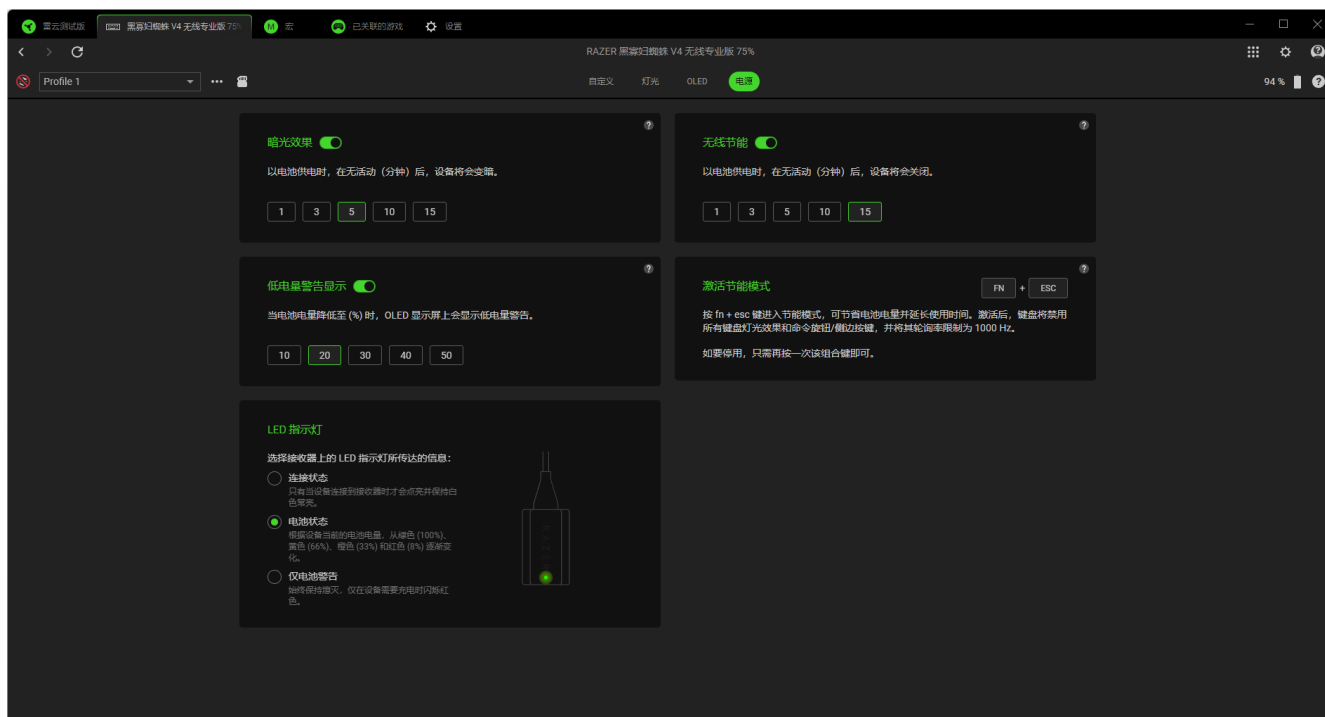 雷云测试版 黑寡妇蜘蛛 V4 无线专业版 75% M 宏 已关联的游戏 设置
RAZER 黑寡妇蜘蛛 V4 无线专业版 75%
Profile 1 自定义 灯光 OLED 电源 94 %
暗光效果
以电池供电时，在无活动（分钟）后，设备将会变暗。
1 3 5 10 15
无线节能
以电池供电时，在无活动（分钟）后，设备将会关闭。
1 3 5 10 15
低电量警告显示
当电池电量降低至 (%) 时，OLED 显示屏上会显示低电量警告。
10 20 30 40 50
激活节能模式 FN + ESC
按 fn + esc 键进入节能模式，可节省电池电量并延长使用时间。激活后，键盘将禁用
所有键盘灯光效果和命令旋钮/侧边按键，并将其轮询率限制为 1000 Hz。
如要停用，只需再按一次该组合键即可。
LED 指示灯
选择接收器上的 LED 指示灯所传达的信息：
连接状态
只有当设备连接到接收器时才会点亮并保持白
色常亮。
电池状态
根据设备当前的电池电量，从绿色 (100%)、
黄色 (66%)、橙色 (33%) 和红色 (8%) 逐渐变
化。
仅电池警告
始终保持熄灭，仅在设备需要充电时闪烁红
色。